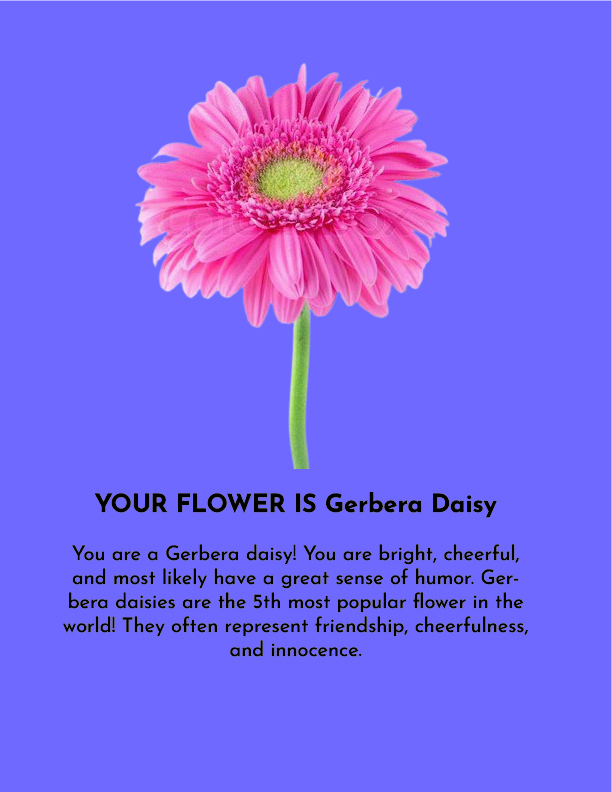 YOUR FLOWER IS Gerbera Daisy
You are a Gerbera daisy! You are bright, cheerful,
and most likely have a great sense of humor. Ger-
bera daisies are the 5th most popular flower in the
world! They often represent friendship, cheerfulness,
and innocence.